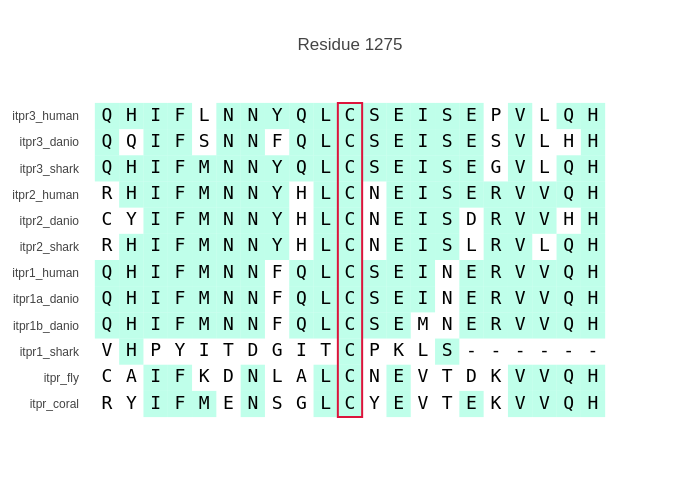 Residue 1275
itpr3_human Q H I F L N N Y Q L C S E I S E P V L Q H
itpr3_danio Q Q I F S N N F Q L C S E I S E S V L H H
itpr3_shark Q H I F M N N Y Q L C S E I S E G V L Q H
itpr2_human R H I F M N N Y H L C N E I S E R V V Q H
itpr2_danio C Y I F M N N Y H L C N E I S D R V V H H
itpr2_shark R H I F M N N Y H L C N E I S L R V L Q H
itpr1_human Q H I F M N N F Q L C S E I N E R V V Q H
itpr1a_danio Q H I F M N N F Q L C S E I N E R V V Q H
itpr1b_danio Q H I F M N N F Q L C S E M N E R V V Q H
itpr1_shark V H P Y I T D G I T C P K L S - - - - - -
itpr_fly C A I F K D N L A L C N E V T D K V V Q H
itpr_coral R Y I F M E N S G L C Y E V T E K V V Q H